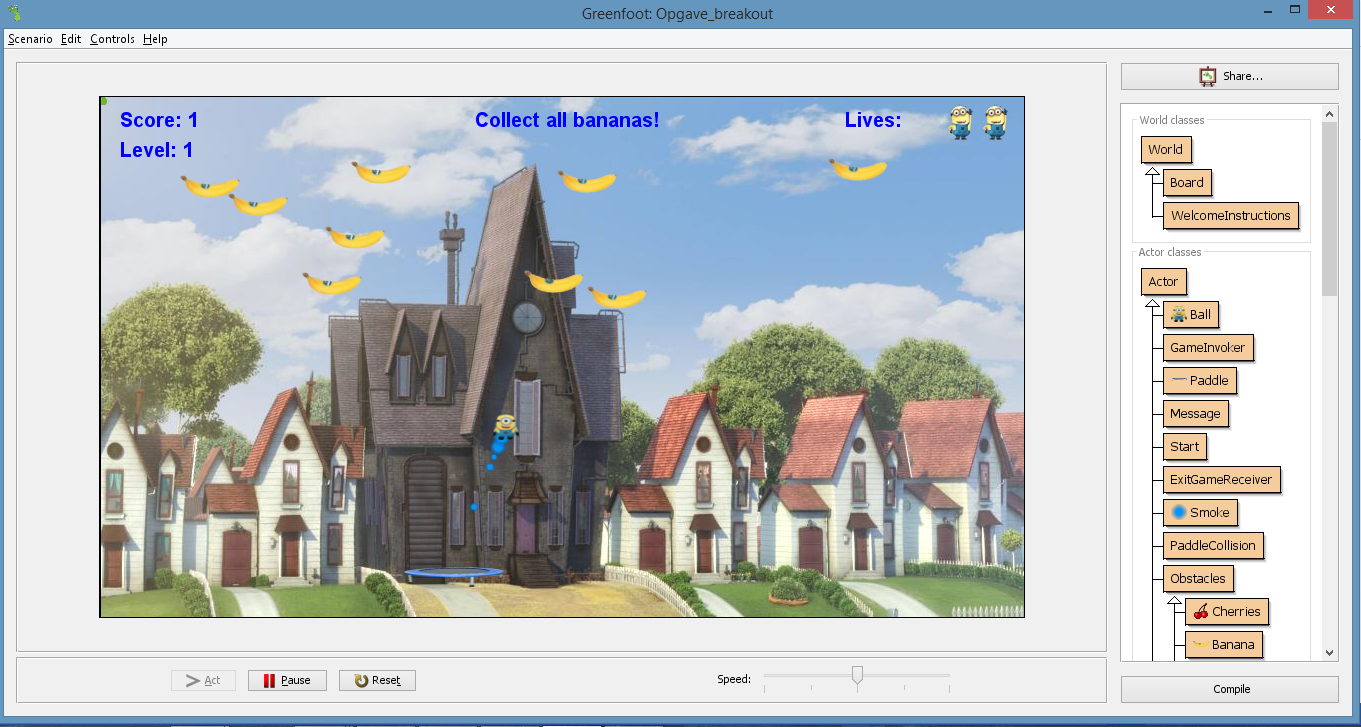 Greenfoot: Opgave_breakout
Scenario Edit Controls Help
Score: 1
Collect all bananas!
Lives:
Level: 1
Share...
World classes
World
Board
WelcomeInstructions
Actor classes
Actor
Ball
GameInvoker
Paddle
Message
Start
ExitGameReceiver
Smoke
PaddleCollision
Obstacles
Cherries
Banana
Act
Pause
Reset
Speed:
Compile